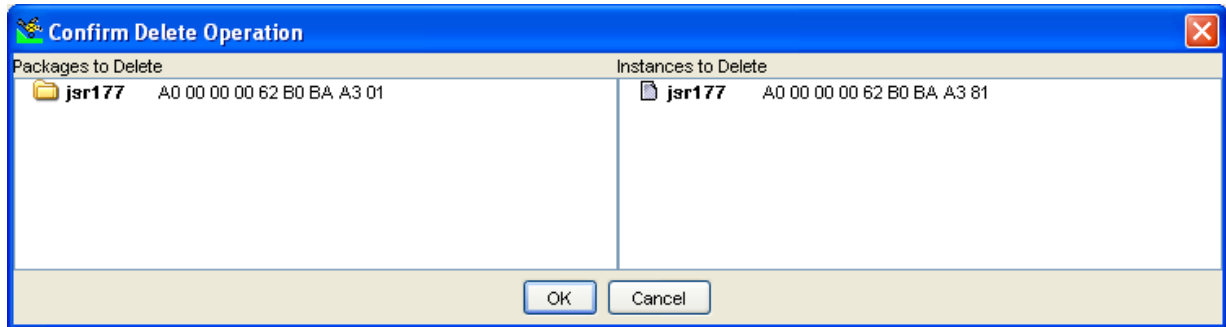 Confirm Delete Operation
Packages to Delete
jsr177 A0 00 00 00 62 B0 BA A3 01
Instances to Delete
jsr177 A0 00 00 00 62 B0 BA A3 81
OK
Cancel